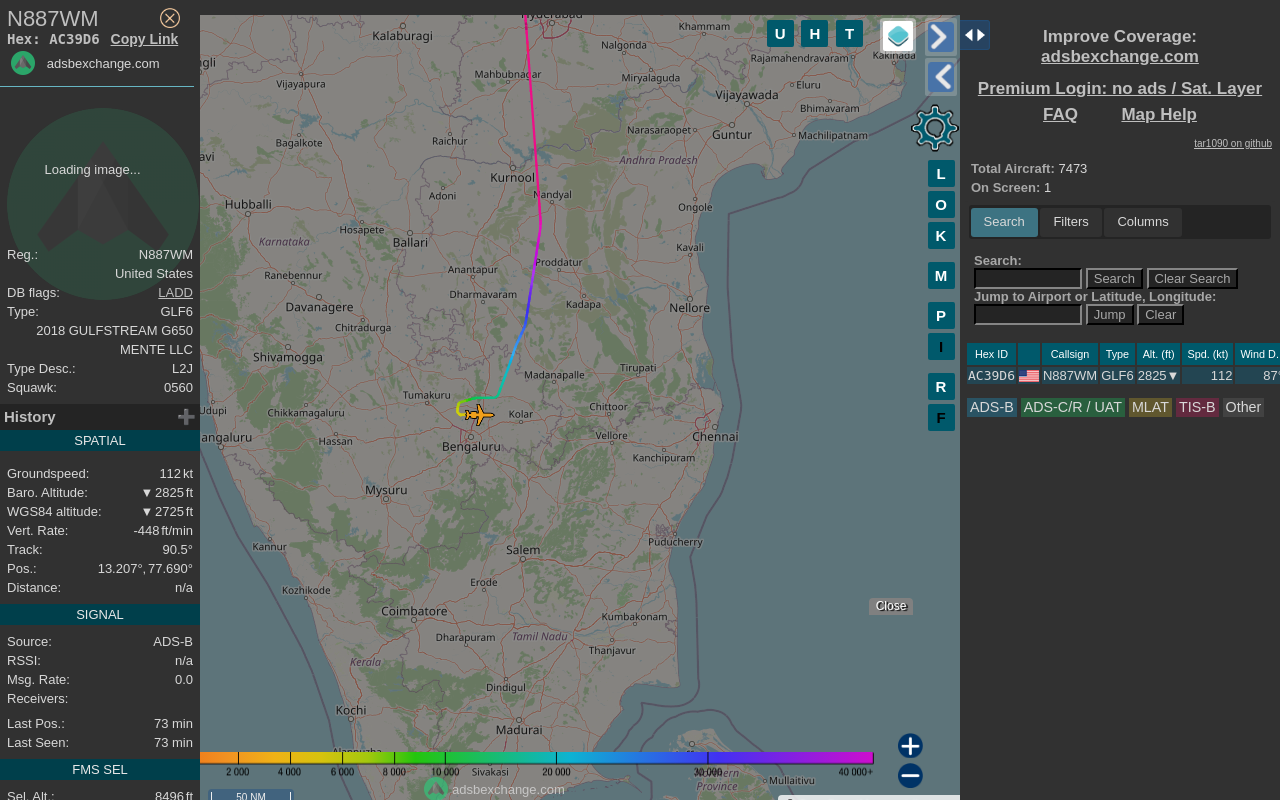 N887WM
Hex: AC39D6 Copy Link
adsbexchange.com
Loading image...
Reg.: N887WM
United States
DB flags: LADD
Type: GLF6
2018 GULFSTREAM G650
MENTE LLC
Type Desc.: L2J
Squawk: 0560
History
SPATIAL
Groundspeed: 112 kt
Baro. Altitude: ▼ 2825 ft
WGS84 altitude: ▼ 2725 ft
Vert. Rate: -448 ft/min
Track: 90.5°
Pos.: 13.207°, 77.690°
Distance: n/a
SIGNAL
Source: ADS-B
RSSI: n/a
Msg. Rate: 0.0
Receivers:
Last Pos.: 73 min
Last Seen: 73 min
FMS SEL
Sel. Alt.: 8496 ft
Hyderabad
Khammam
Kalaburagi
Nalgonda
Rajamahendravaram
Kakinada
Mahbubnagar
Miryalaguda
Vijayapura
Eluru
Vijayawada
Bhimavaram
Narasaraopet
Guntur
Machilipatnam
Bagalkote
Raichur
Andhra Pradesh
Kurnool
Adoni
Nandyal
Hubballi
Ongole
Hosapete
Karnataka
Ballari
Kavali
Proddatur
Ranebennur
Anantapur
Dharmavaram
Kadapa
Nellore
Davanagere
Chitradurga
Shivamogga
Tirupati
Madanapalle
Tumakuru
Chittoor
Udupi
Chikkamagaluru
Kolar
angaluru
Hassan
Bengaluru
Vellore
Chennai
Kanchipuram
Mysuru
Kannur
Salem
Puducherry
Erode
Kozhikode
Coimbatore
Kumbakonam
Dharapuram
Tamil Nadu
Thanjavur
Kerala
Dindigul
Kochi
Madurai
Alappuzha
Sivakasi
Northern
Province
Mullaitivu
2 000 4 000 6 000 8 000 10 000 20 000 30 000 40 000+
adsbexchange.com
50 NM
U H T
L
O
K
M
P
I
R
F
Close
Improve Coverage:
adsbexchange.com
Premium Login: no ads / Sat. Layer
FAQ Map Help
tar1090 on github
Total Aircraft: 7473
On Screen: 1
Search Filters Columns
Search:
Search Clear Search
Jump to Airport or Latitude, Longitude:
Jump Clear
Hex ID Callsign Type Alt. (ft) Spd. (kt) Wind D.
AC39D6 N887WM GLF6 2825▼ 112 87°
ADS-B ADS-C/R / UAT MLAT TIS-B Other